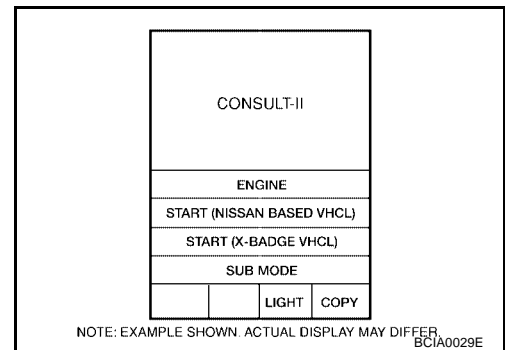 CONSULT-II
ENGINE
START (NISSAN BASED VHCL)
START (X-BADGE VHCL)
SUB MODE
LIGHT COPY
NOTE: EXAMPLE SHOWN. ACTUAL DISPLAY MAY DIFFER.
BCIA0029E